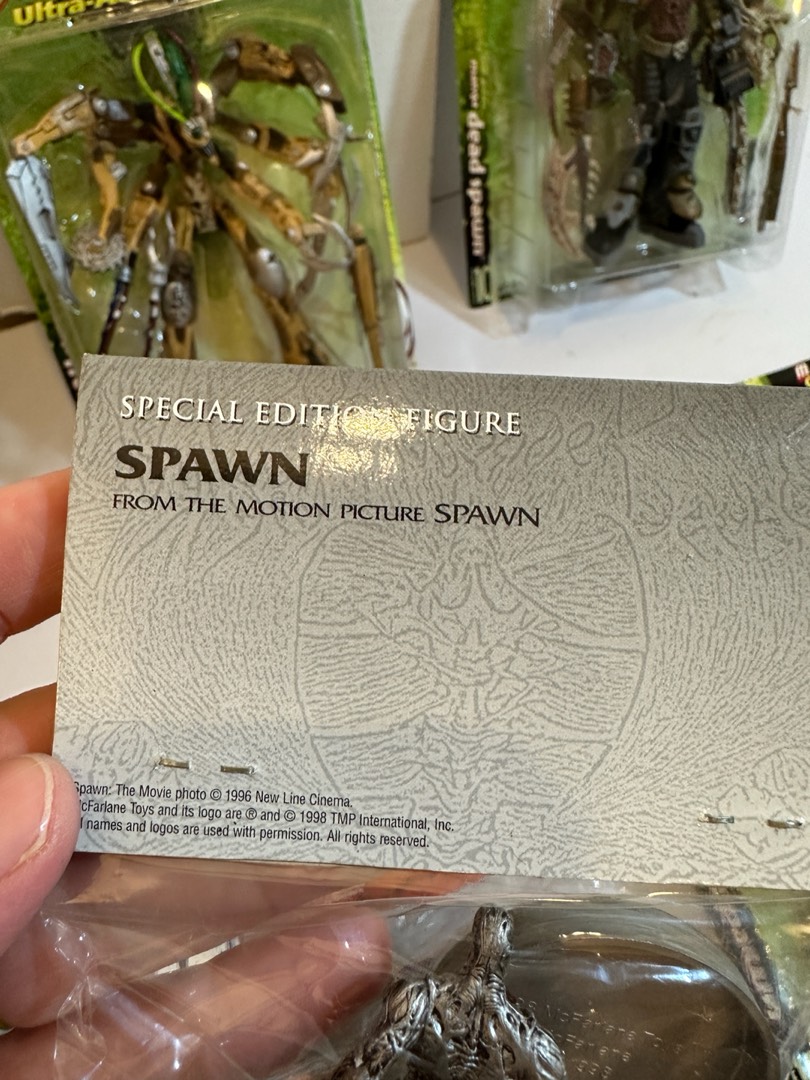 Ultra-A
dead spawn
SPECIAL EDITION FIGURE
SPAWN
FROM THE MOTION PICTURE SPAWN
Spawn: The Movie photo © 1996 New Line Cinema.
McFarlane Toys and its logo are ® and © 1998 TMP International, Inc.
l names and logos are used with permission. All rights reserved.
McFarlane T